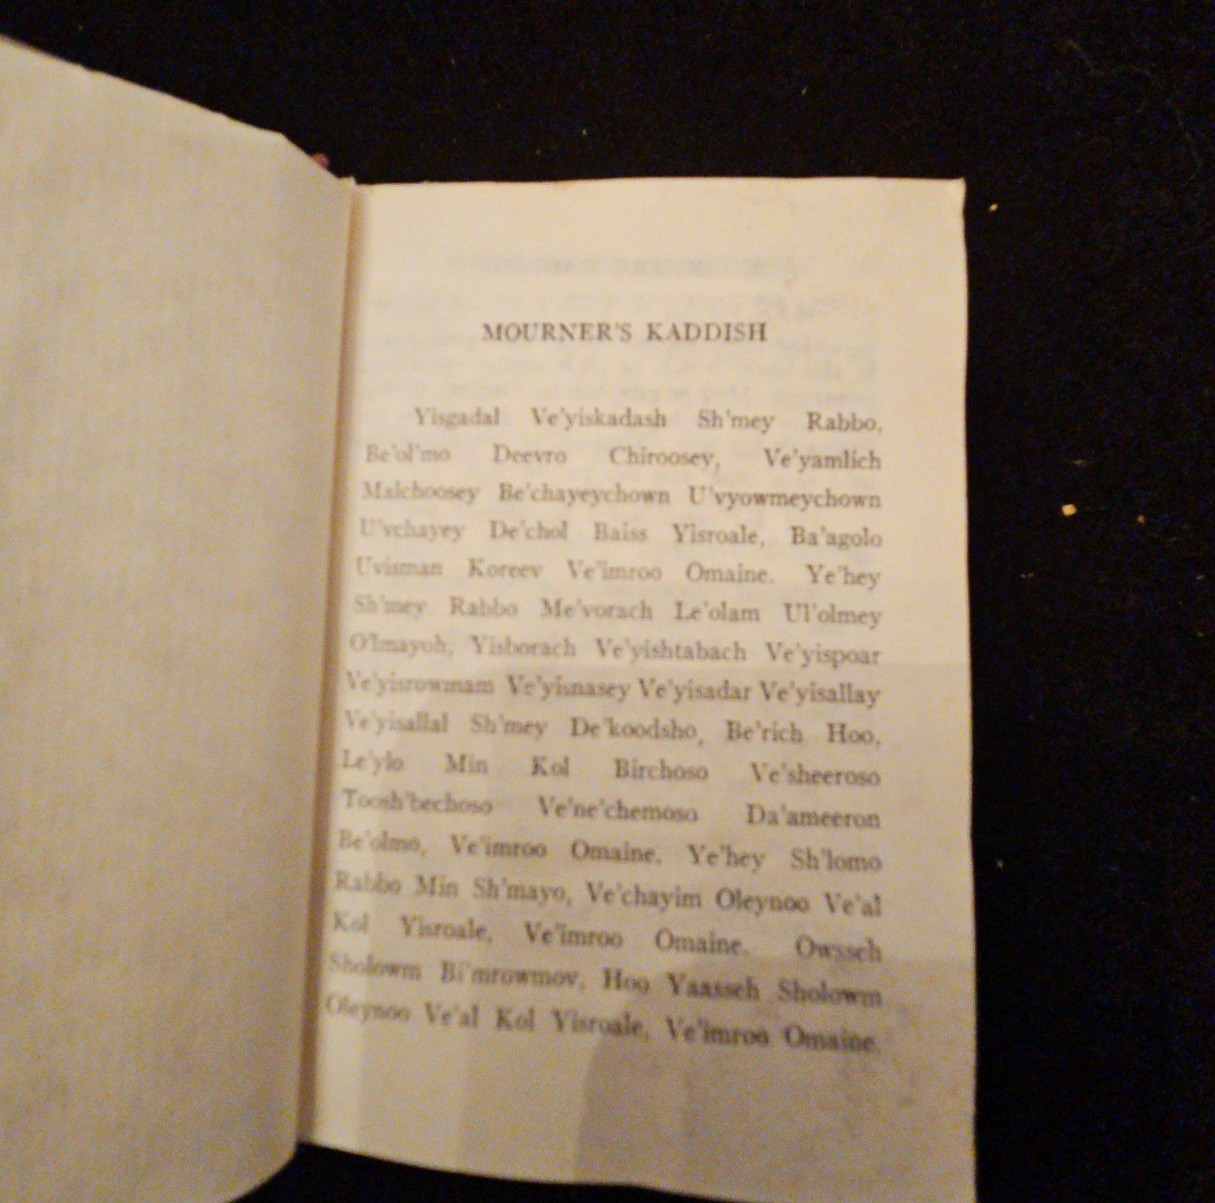 MOURNER'S KADDISH
Yisgadal Ve'yiskadash Sh'mey Rabbo,
Be'ol'mo Deevro Chiroosey, Ve'yamlich
Malchoosey Be'chayeychown U'vyowmeychown
U'vchayey De'chol Baiss Yisroale, Ba'agolo
Uvisman Koreev Ve'imroo Omaine. Ye'hey
Sh'mey Rabbo Me'vorach Le'olam Ul'olmey
O'lmayoh, Yisborach Ve'yishtabach Ve'yispoar
Ve'yisrowmam Ve'yisnasey Ve'yisadar Ve'yisallay
Ve'yisallal Sh'mey De'koodsho, Be'rich Hoo,
Le'ylo Min Kol Birchoso Ve'sheeroso
Toosh'bechoso Ve'ne'chemoso Da'ameeron
Be'olmo, Ve'imroo Omaine. Ye'hey Sh'lomo
Rabbo Min Sh'mayo, Ve'chayim Oleynoo Ve'al
Kol Yisroale, Ve'imroo Omaine. Owsseh
Sholowm Bi'mrowmov, Hoo Yaasseh Sholowm
Oleynoo Ve'al Kol Yisroale, Ve'imroo Omaine.